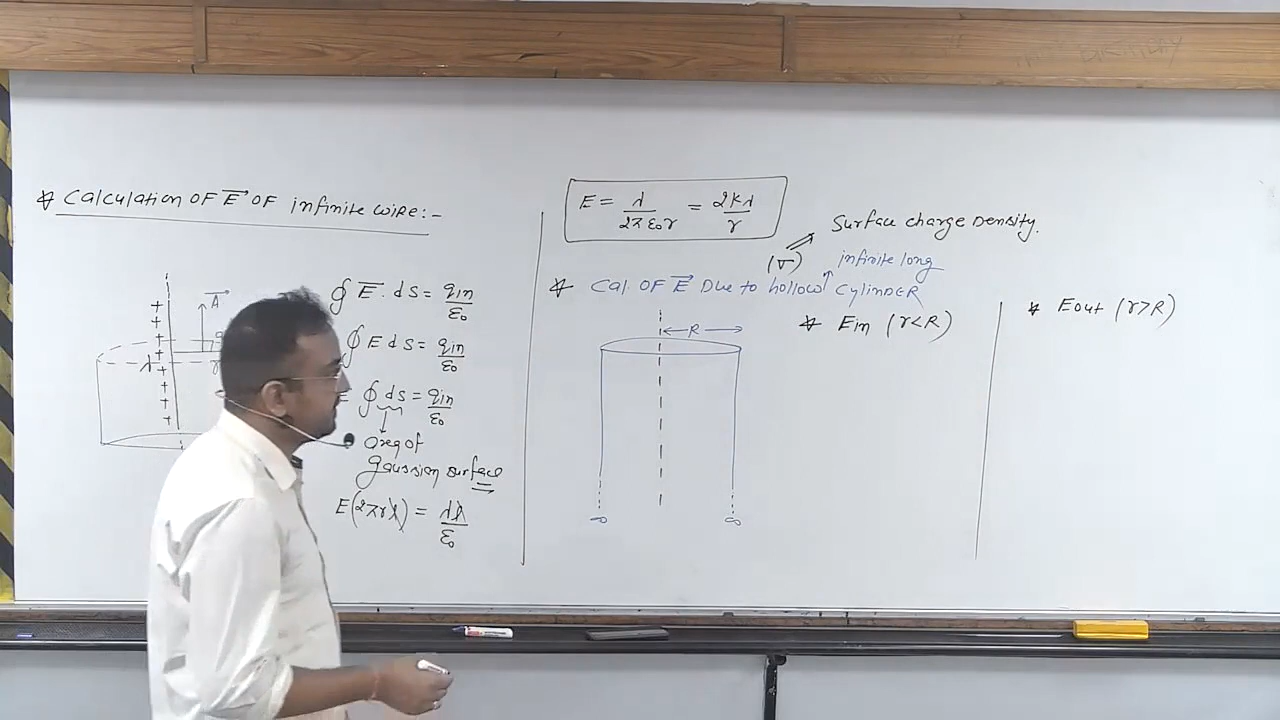 * Calculation OF E OF infinite wire:-
+
+
+
+
+
+
+
A
λ
∮ E. ds = qin/ε₀
∮ E ds = qin/ε₀
∮ ds = qin/ε₀
area of
gaussian surface
E(2πrl) = λl/ε₀
E = λ/2πε₀r = 2kλ/r
Surface charge Density.
(σ)
infinite long
* Cal. OF E Due to hollow CYLINDER
R
∞ ∞
* Ein (r<R)
* Eout (r>R)